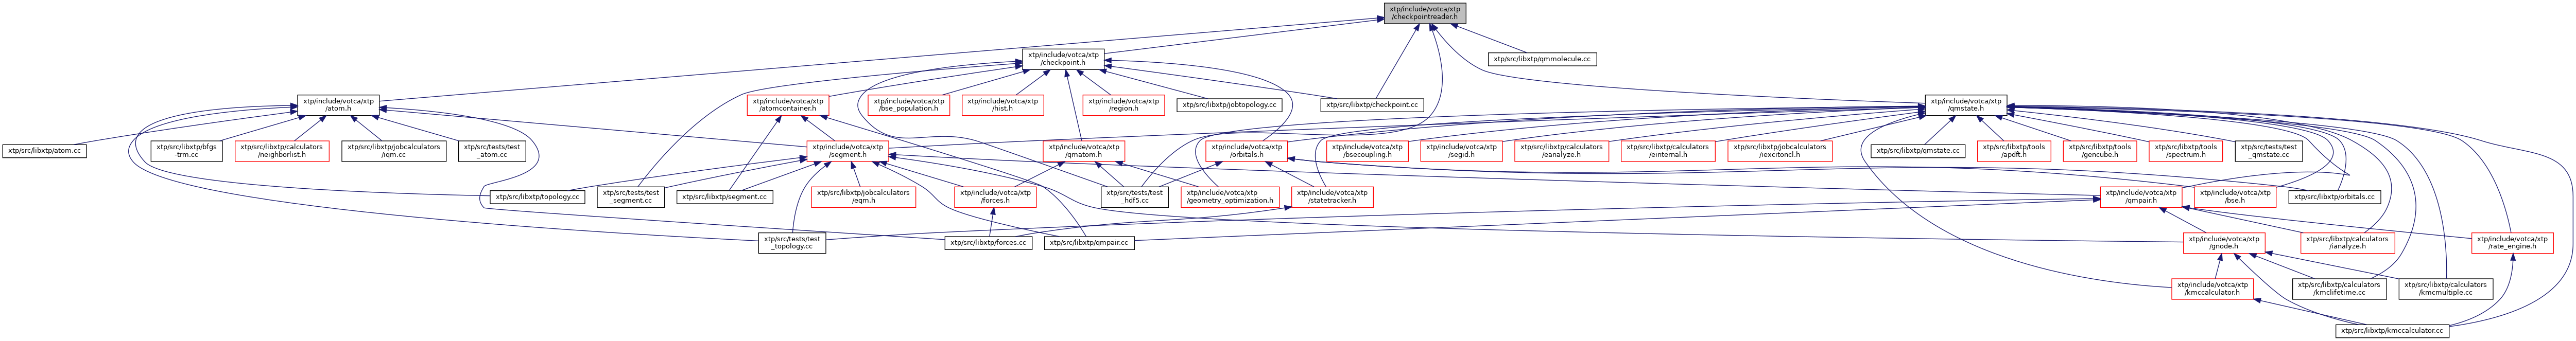 xtp/include/votca/xtp
/checkpointreader.h
xtp/include/votca/xtp
/checkpoint.h
xtp/src/libxtp/qmmolecule.cc
xtp/include/votca/xtp
/atom.h
xtp/include/votca/xtp
/atomcontainer.h
xtp/include/votca/xtp
/bse_population.h
xtp/include/votca/xtp
/hist.h
xtp/include/votca/xtp
/region.h
xtp/src/libxtp/jobtopology.cc
xtp/src/libxtp/checkpoint.cc
xtp/include/votca/xtp
/qmstate.h
xtp/src/libxtp/atom.cc
xtp/src/libxtp/bfgs
-trm.cc
xtp/src/libxtp/calculators
/neighborlist.h
xtp/src/libxtp/jobcalculators
/iqm.cc
xtp/src/tests/test
_atom.cc
xtp/include/votca/xtp
/segment.h
xtp/include/votca/xtp
/qmatom.h
xtp/include/votca/xtp
/orbitals.h
xtp/include/votca/xtp
/bsecoupling.h
xtp/include/votca/xtp
/segid.h
xtp/src/libxtp/calculators
/eanalyze.h
xtp/src/libxtp/calculators
/einternal.h
xtp/src/libxtp/jobcalculators
/iexcitoncl.h
xtp/src/libxtp/qmstate.cc
xtp/src/libxtp/tools
/apdft.h
xtp/src/libxtp/tools
/gencube.h
xtp/src/libxtp/tools
/spectrum.h
xtp/src/tests/test
_qmstate.cc
xtp/src/libxtp/topology.cc
xtp/src/tests/test
_segment.cc
xtp/src/libxtp/segment.cc
xtp/src/libxtp/jobcalculators
/eqm.h
xtp/include/votca/xtp
/forces.h
xtp/src/tests/test
_hdf5.cc
xtp/include/votca/xtp
/geometry_optimization.h
xtp/include/votca/xtp
/statetracker.h
xtp/include/votca/xtp
/qmpair.h
xtp/include/votca/xtp
/bse.h
xtp/src/libxtp/orbitals.cc
xtp/src/tests/test
_topology.cc
xtp/src/libxtp/forces.cc
xtp/src/libxtp/qmpair.cc
xtp/include/votca/xtp
/gnode.h
xtp/src/libxtp/calculators
/ianalyze.h
xtp/include/votca/xtp
/rate_engine.h
xtp/include/votca/xtp
/kmccalculator.h
xtp/src/libxtp/calculators
/kmclifetime.cc
xtp/src/libxtp/calculators
/kmcmultiple.cc
xtp/src/libxtp/kmccalculator.cc